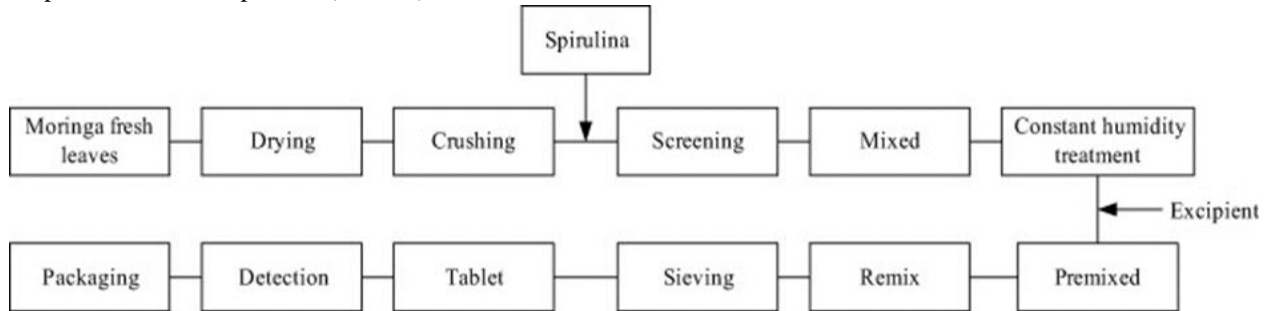 Spirulina
Moringa fresh
leaves
Drying
Crushing
Screening
Mixed
Constant humidity
treatment
Excipient
Packaging
Detection
Tablet
Sieving
Remix
Premixed